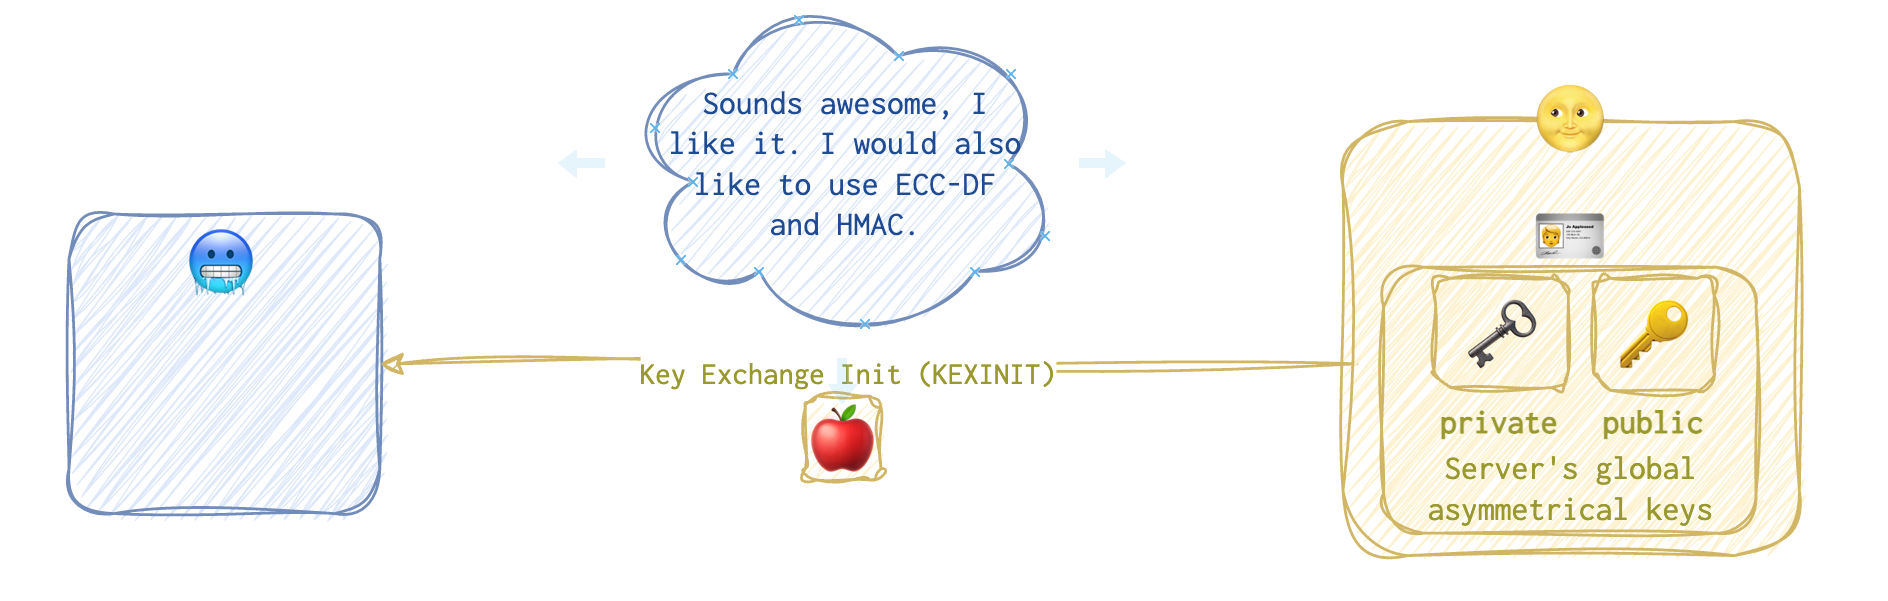 Sounds awesome, I
like it. I would also
like to use ECC-DF
and HMAC.
Key Exchange Init (KEXINIT)
private public
Server's global
asymmetrical keys